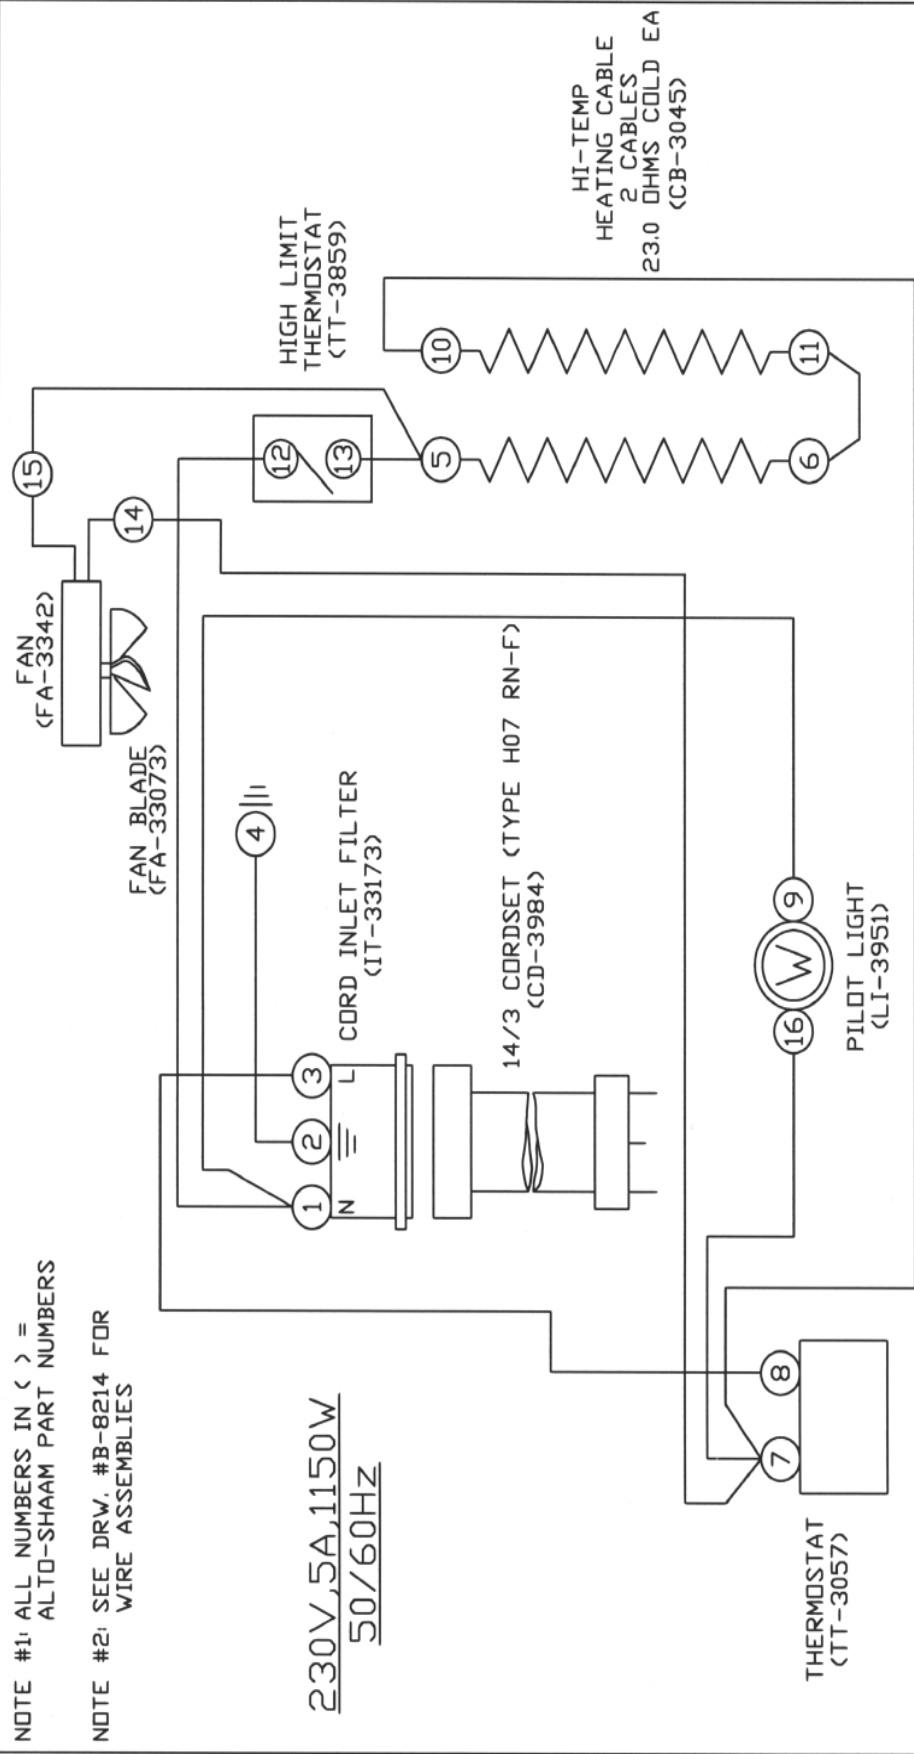 NOTE #1: ALL NUMBERS IN ( ) =
ALTO-SHAAM PART NUMBERS
NOTE #2: SEE DRW. #B-8214 FOR
WIRE ASSEMBLIES
230V,5A,1150W
50/60Hz
FAN
(FA-3342)
15
14
FAN BLADE
(FA-33073)
HIGH LIMIT
THERMOSTAT
(TT-3859)
12
13
4
CORD INLET FILTER
(IT-33173)
1
2
3
N
L
5
10
6
11
HI-TEMP
HEATING CABLE
2 CABLES
23.0 OHMS COLD EA
(CB-3045)
14/3 CORDSET (TYPE H07 RN-F)
(CD-3984)
7
8
THERMOSTAT
(TT-3057)
16
W
9
PILOT LIGHT
(LI-3951)